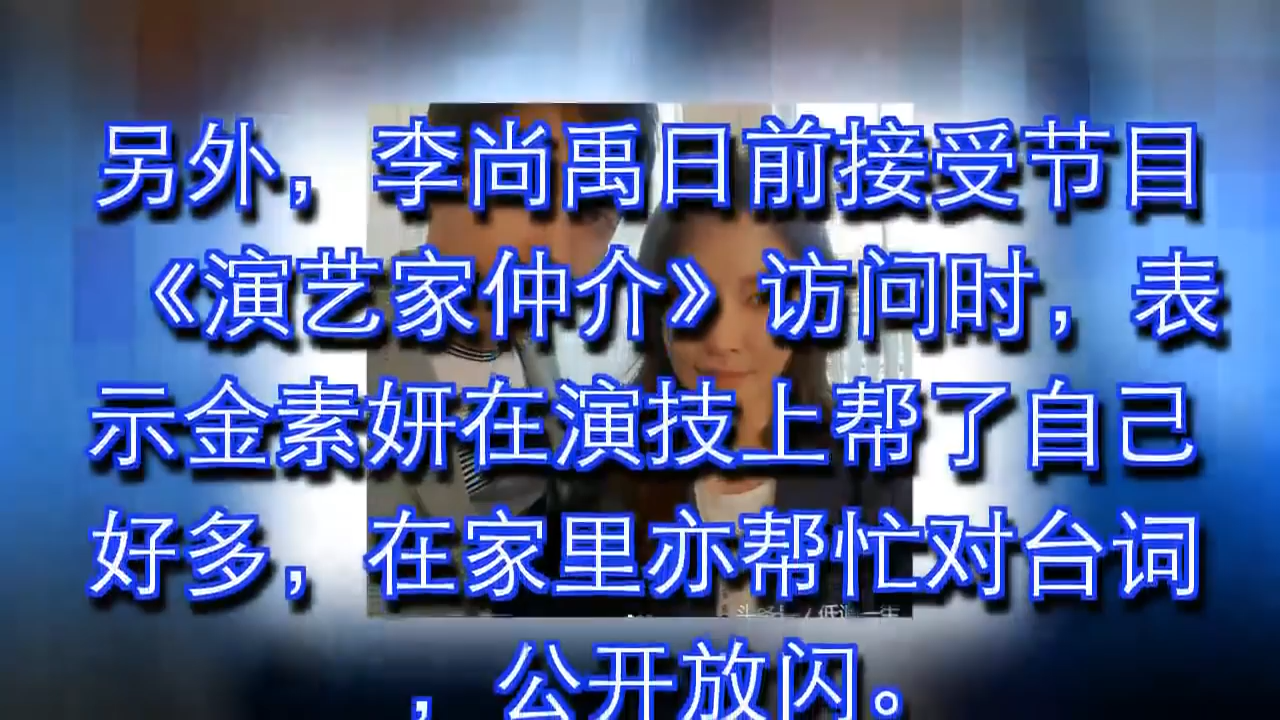 另外，李尚禹日前接受节目
《演艺家仲介》访问时，表
示金素妍在演技上帮了自己
好多，在家里亦帮忙对台词
，公开放闪。